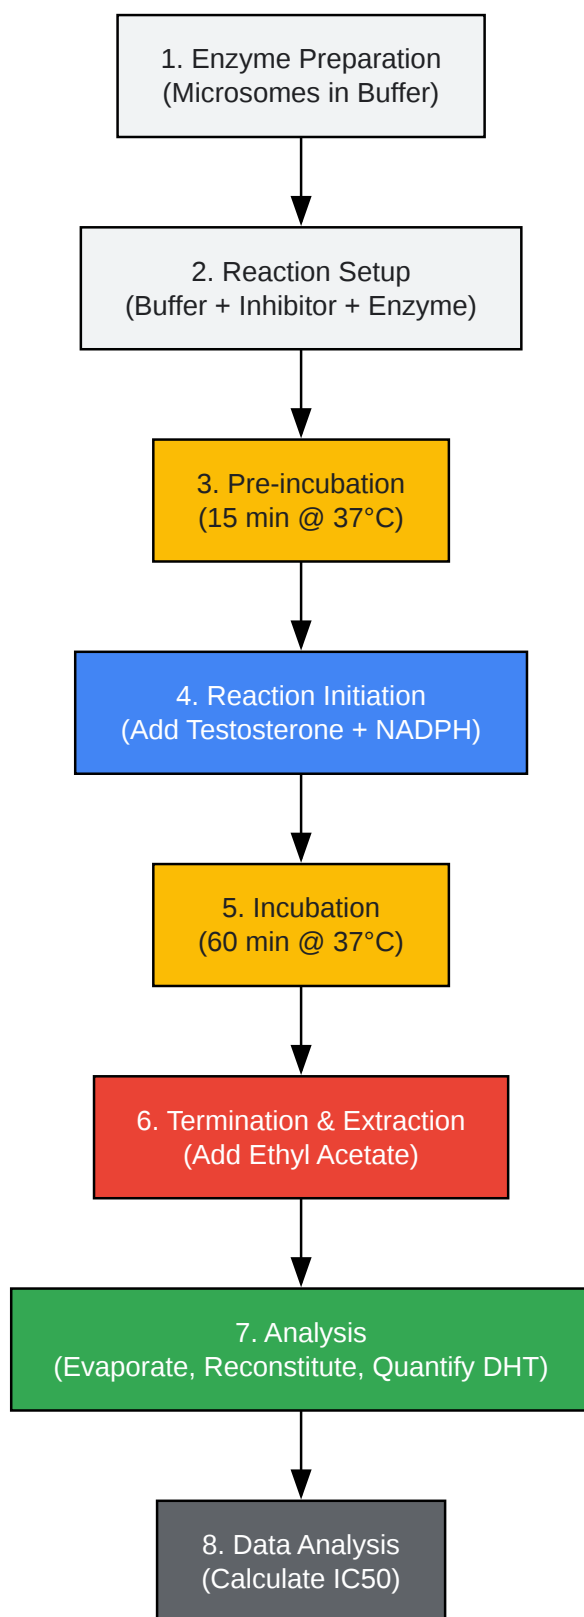 1. Enzyme Preparation
(Microsomes in Buffer)
2. Reaction Setup
(Buffer + Inhibitor + Enzyme)
3. Pre-incubation
(15 min @ 37°C)
4. Reaction Initiation
(Add Testosterone + NADPH)
5. Incubation
(60 min @ 37°C)
6. Termination & Extraction
(Add Ethyl Acetate)
7. Analysis
(Evaporate, Reconstitute, Quantify DHT)
8. Data Analysis
(Calculate IC50)